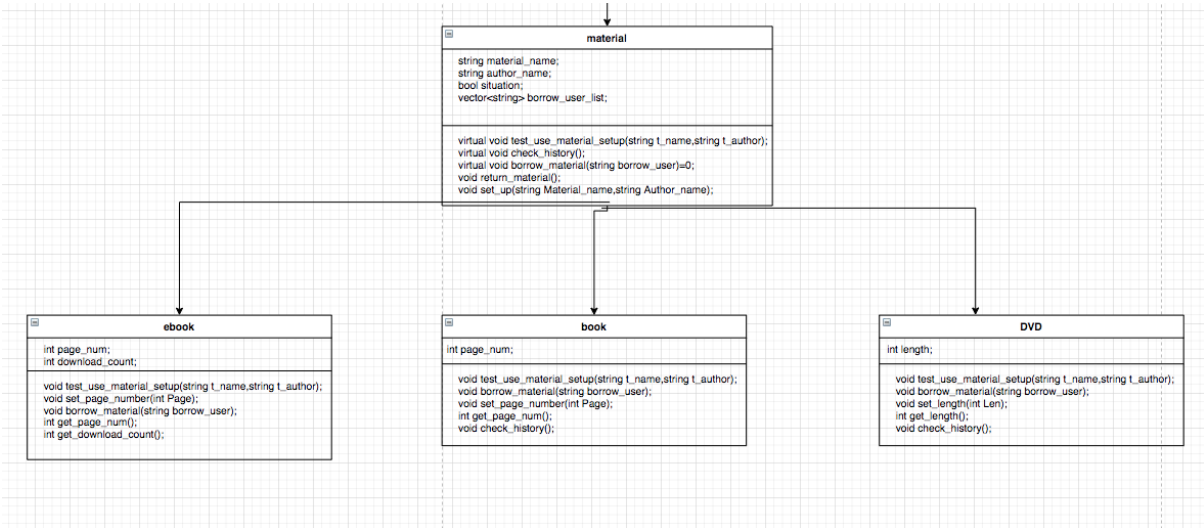 material
string material_name;
string author_name;
bool situation;
vector<string> borrow_user_list;
virtual void test_use_material_setup(string t_name,string t_author);
virtual void check_history();
virtual void borrow_material(string borrow_user)=0;
void return_material();
void set_up(string Material_name,string Author_name);
ebook
int page_num;
int download_count;
void test_use_material_setup(string t_name,string t_author);
void set_page_number(int Page);
void borrow_material(string borrow_user);
int get_page_num();
int get_download_count();
book
int page_num;
void test_use_material_setup(string t_name,string t_author);
void borrow_material(string borrow_user);
void set_page_number(int Page);
int get_page_num();
void check_history();
DVD
int length;
void test_use_material_setup(string t_name,string t_author);
void borrow_material(string borrow_user);
void set_length(int Len);
int get_length();
void check_history();